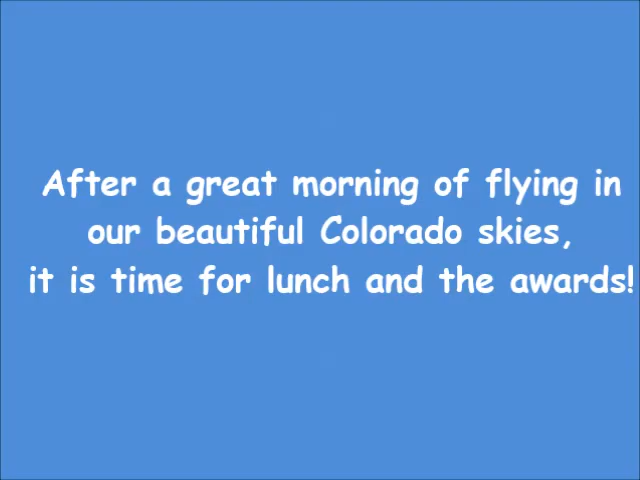 After a great morning of flying in
our beautiful Colorado skies,
it is time for lunch and the awards!